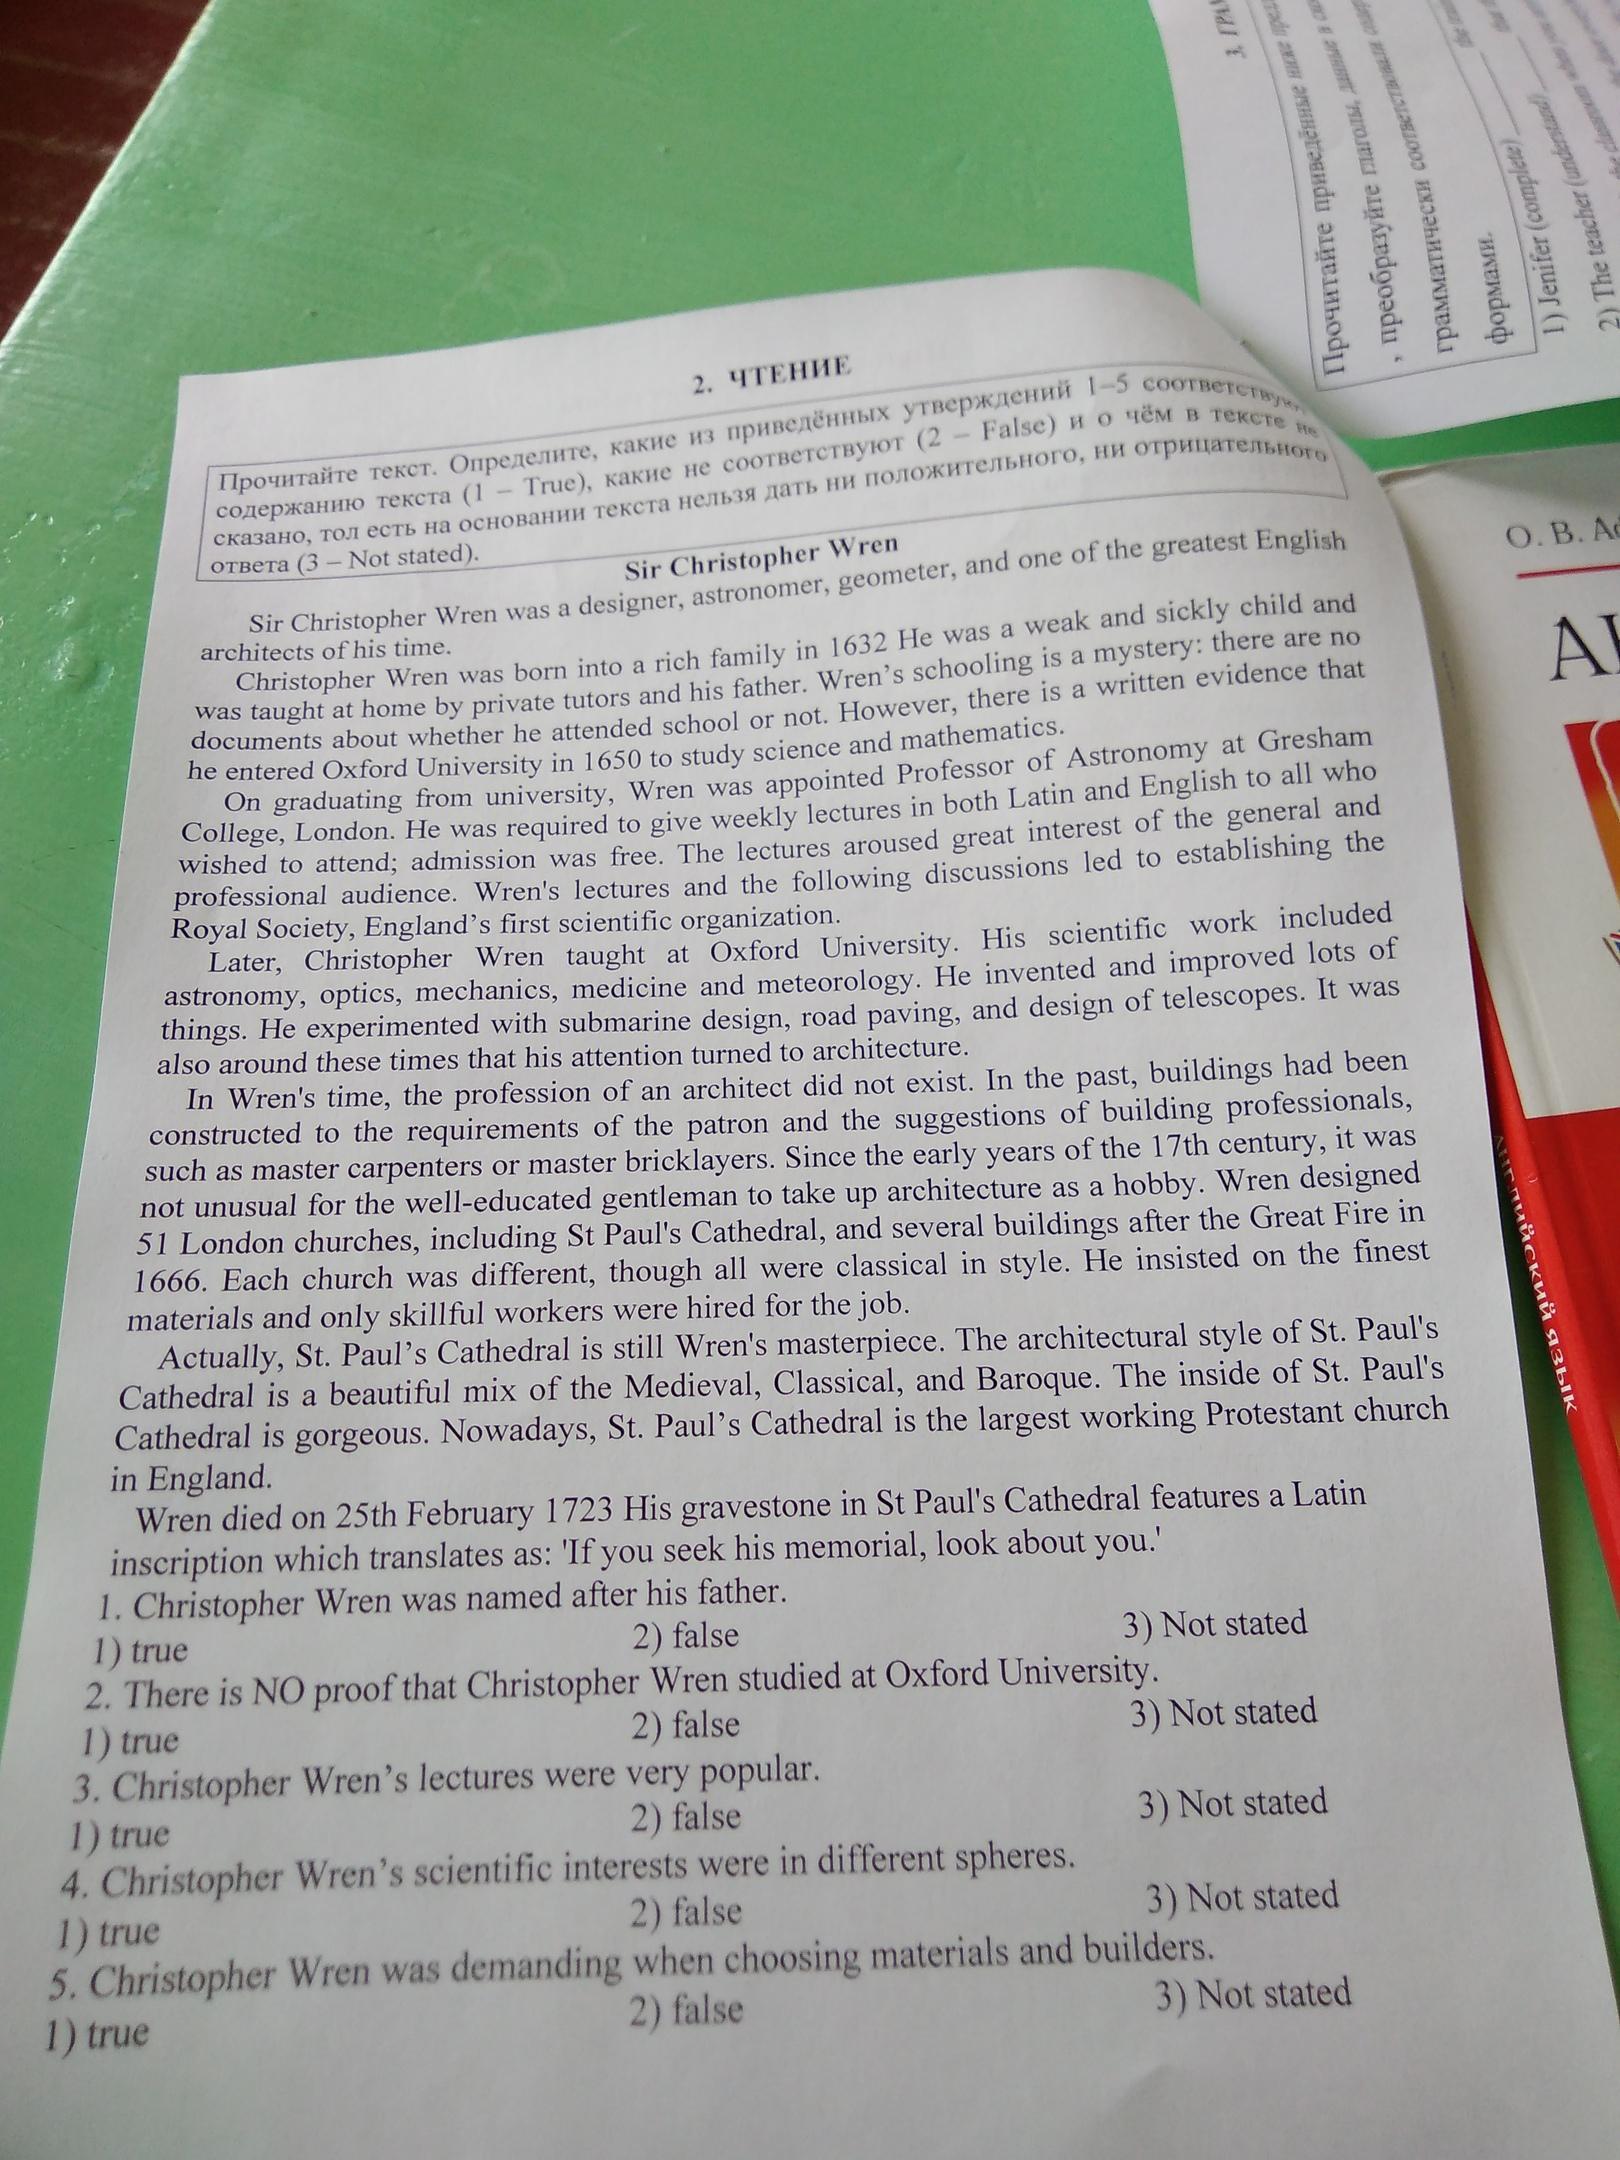 2. ЧТЕНИЕ
Прочитайте текст. Определите, какие из приведённых утверждений 1–5 соответствуют
содержанию текста (1 – True), какие не соответствуют (2 – False) и о чём в тексте не
сказано, тол есть на основании текста нельзя дать ни положительного, ни отрицательного
ответа (3 – Not stated).
Sir Christopher Wren
Sir Christopher Wren was a designer, astronomer, geometer, and one of the greatest English
architects of his time.
Christopher Wren was born into a rich family in 1632 He was a weak and sickly child and
was taught at home by private tutors and his father. Wren’s schooling is a mystery: there are no
documents about whether he attended school or not. However, there is a written evidence that
he entered Oxford University in 1650 to study science and mathematics.
On graduating from university, Wren was appointed Professor of Astronomy at Gresham
College, London. He was required to give weekly lectures in both Latin and English to all who
wished to attend; admission was free. The lectures aroused great interest of the general and
professional audience. Wren's lectures and the following discussions led to establishing the
Royal Society, England’s first scientific organization.
Later, Christopher Wren taught at Oxford University. His scientific work included
astronomy, optics, mechanics, medicine and meteorology. He invented and improved lots of
things. He experimented with submarine design, road paving, and design of telescopes. It was
also around these times that his attention turned to architecture.
In Wren's time, the profession of an architect did not exist. In the past, buildings had been
constructed to the requirements of the patron and the suggestions of building professionals,
such as master carpenters or master bricklayers. Since the early years of the 17th century, it was
not unusual for the well-educated gentleman to take up architecture as a hobby. Wren designed
51 London churches, including St Paul's Cathedral, and several buildings after the Great Fire in
1666. Each church was different, though all were classical in style. He insisted on the finest
materials and only skillful workers were hired for the job.
Actually, St. Paul’s Cathedral is still Wren's masterpiece. The architectural style of St. Paul's
Cathedral is a beautiful mix of the Medieval, Classical, and Baroque. The inside of St. Paul's
Cathedral is gorgeous. Nowadays, St. Paul’s Cathedral is the largest working Protestant church
in England.
Wren died on 25th February 1723 His gravestone in St Paul's Cathedral features a Latin
inscription which translates as: 'If you seek his memorial, look about you.'
1. Christopher Wren was named after his father.
1) true 2) false 3) Not stated
2. There is NO proof that Christopher Wren studied at Oxford University.
1) true 2) false 3) Not stated
3. Christopher Wren’s lectures were very popular.
1) true 2) false 3) Not stated
4. Christopher Wren’s scientific interests were in different spheres.
1) true 2) false 3) Not stated
5. Christopher Wren was demanding when choosing materials and builders.
1) true 2) false 3) Not stated
3. ГРАМ
Прочитайте приведённые ниже
, преобразуйте глаголы, данные в
грамматически соответствовали
формами.
1) Jenifer (complete)
2) The teacher (understand)
О. В.
АНГЛИЙСКИЙ ЯЗЫК